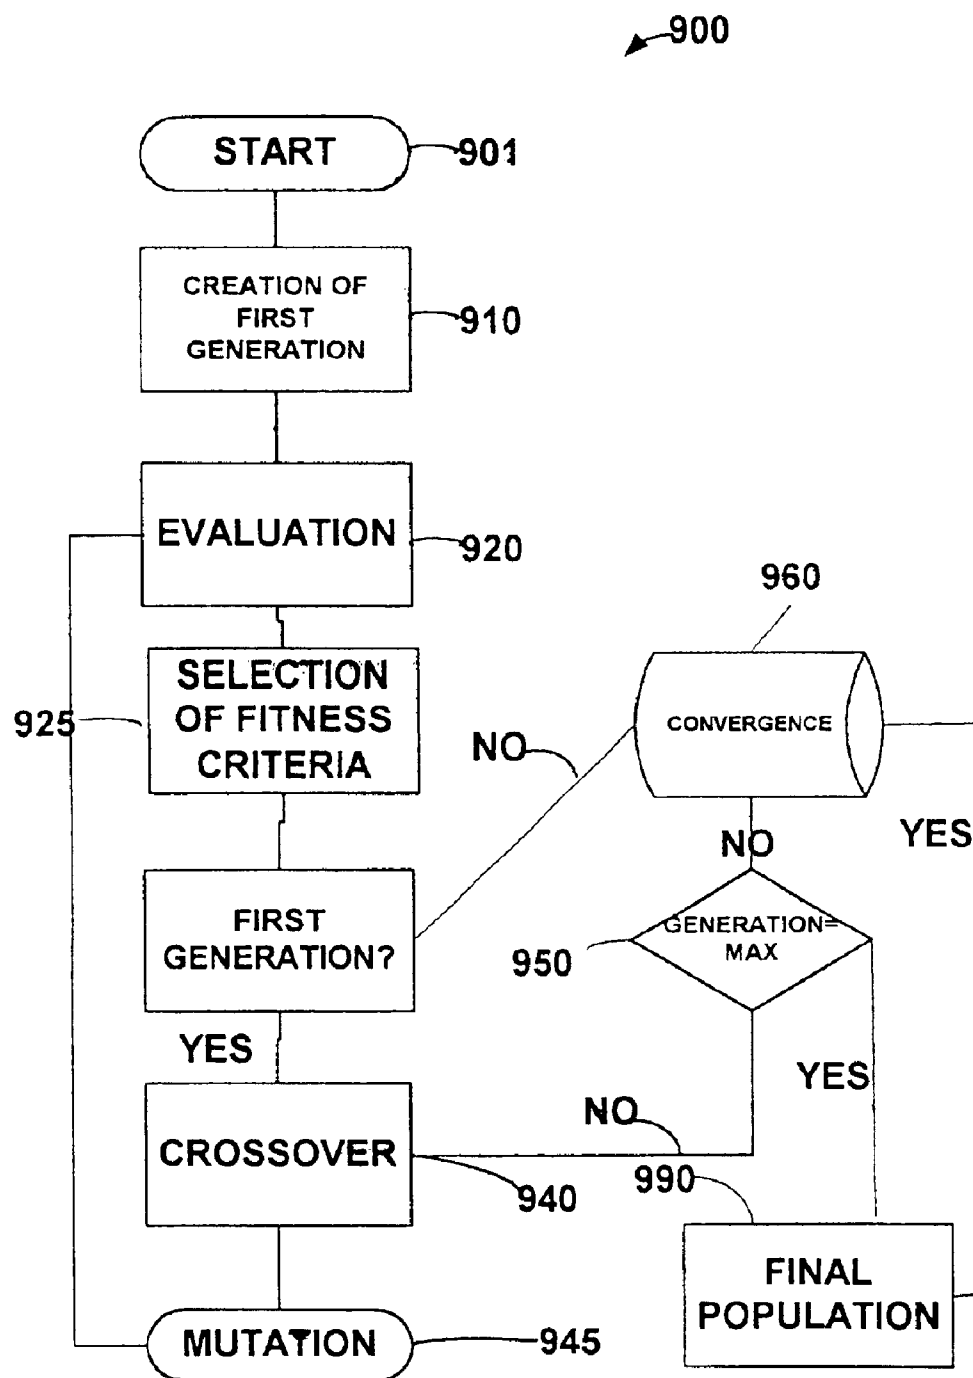 900
START
901
CREATION OF
FIRST
GENERATION
910
EVALUATION
920
SELECTION
OF FITNESS
CRITERIA
925
960
CONVERGENCE
NO
YES
NO
FIRST
GENERATION?
GENERATION=
MAX
950
YES
YES
CROSSOVER
940
NO
990
FINAL
POPULATION
MUTATION
945